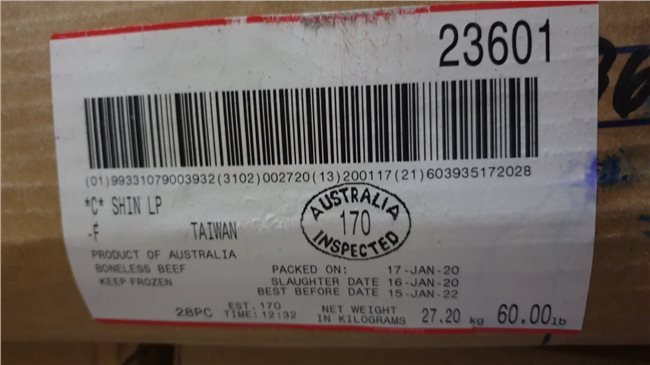 23601
(01)99331079003932(3102)002720(13)200117(21)603935172028
*C* SHIN LP
-F TAIWAN
AUSTRALIA
170
INSPECTED
PRODUCT OF AUSTRALIA
BONELESS BEEF
KEEP FROZEN
PACKED ON: 17-JAN-20
SLAUGHTER DATE 16-JAN-20
BEST BEFORE DATE 15-JAN-22
28PC
EST. 170
TIME:12:32
NET WEIGHT
IN KILOGRAMS
27.20 kg 60.00lb